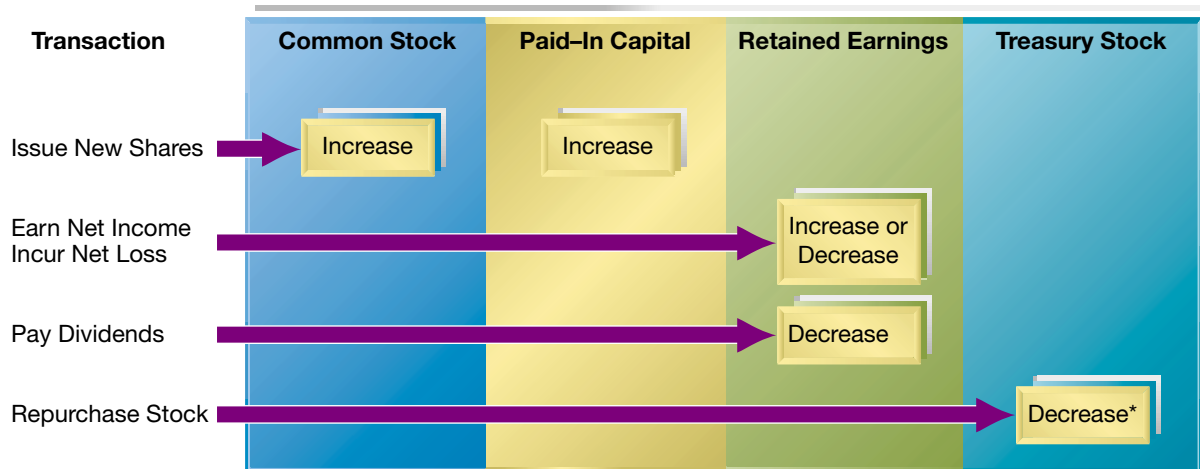 Transaction
Common Stock
Paid–In Capital
Retained Earnings
Treasury Stock
Issue New Shares
Increase
Increase
Earn Net Income
Incur Net Loss
Increase or
Decrease
Pay Dividends
Decrease
Repurchase Stock
Decrease*